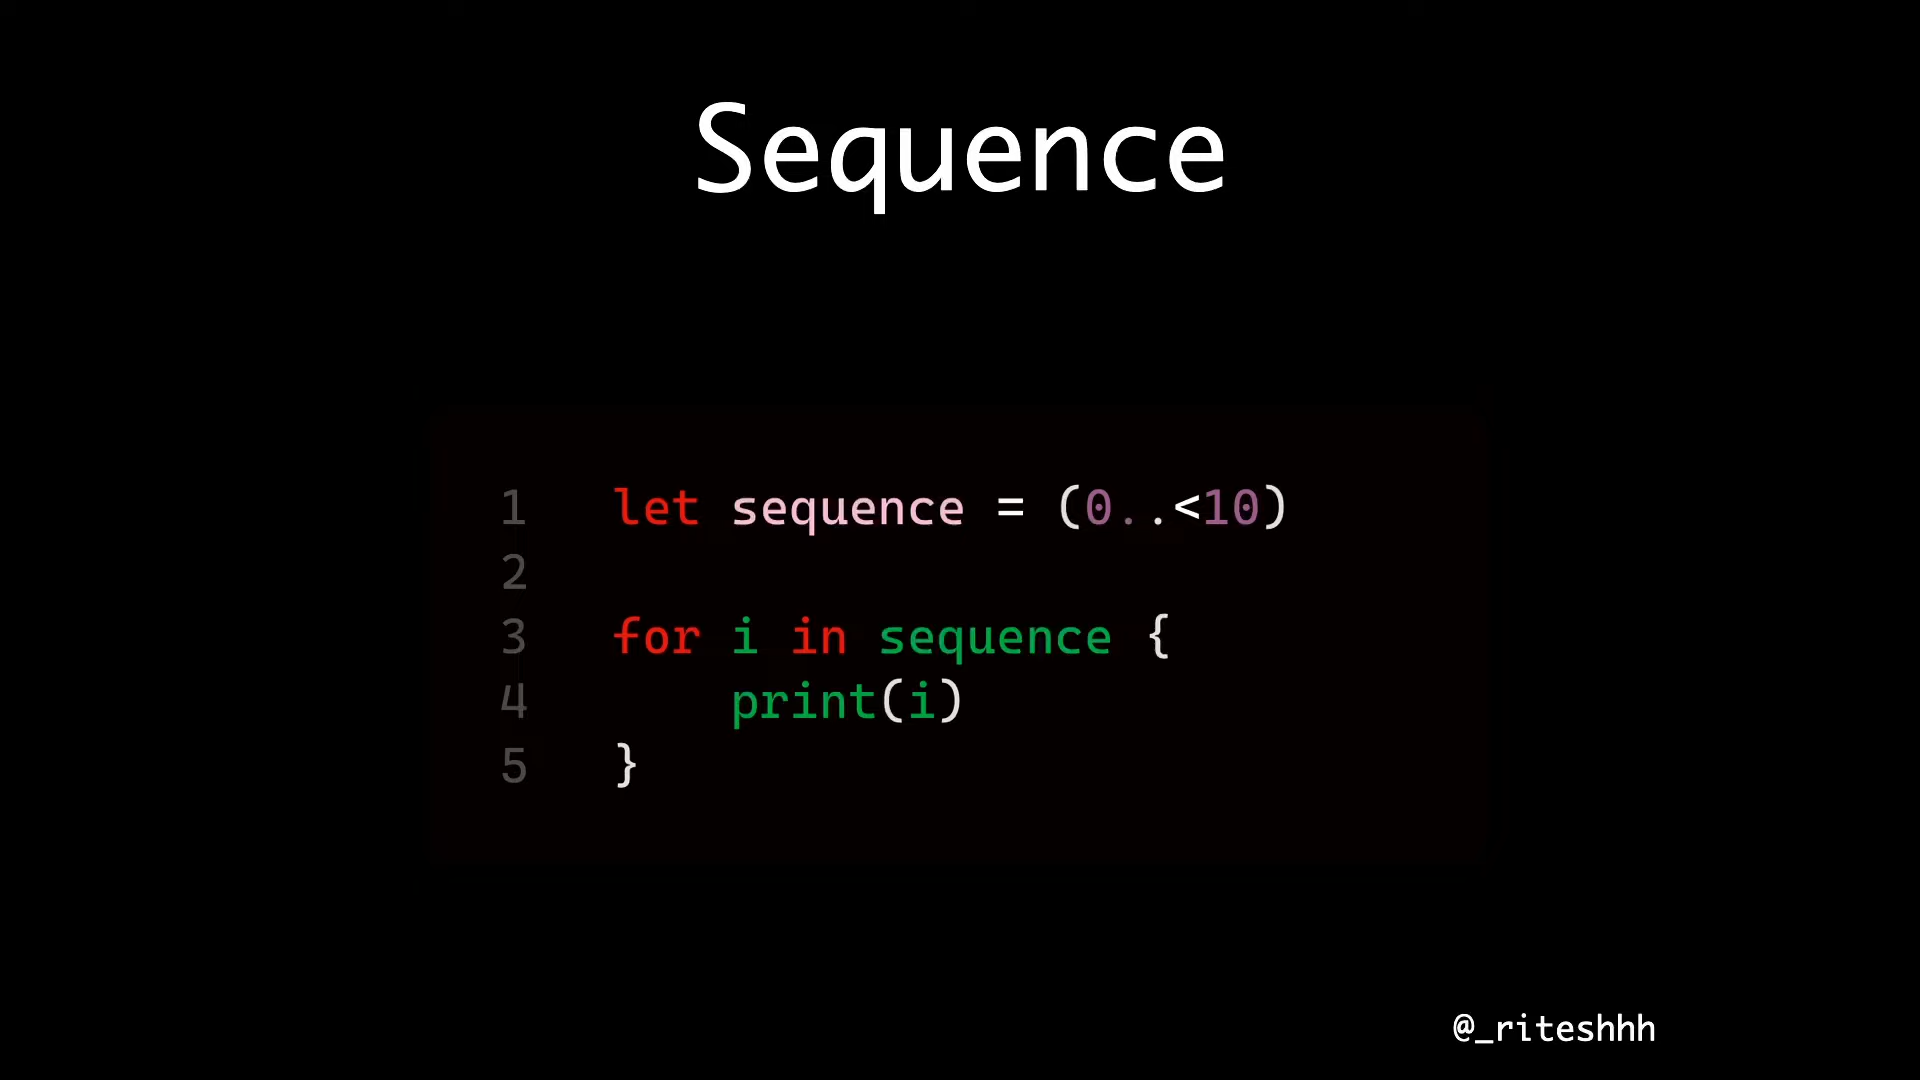 Sequence
1 let sequence = (0..<10)
2
3 for i in sequence {
4     print(i)
5 }
@_riteshhh